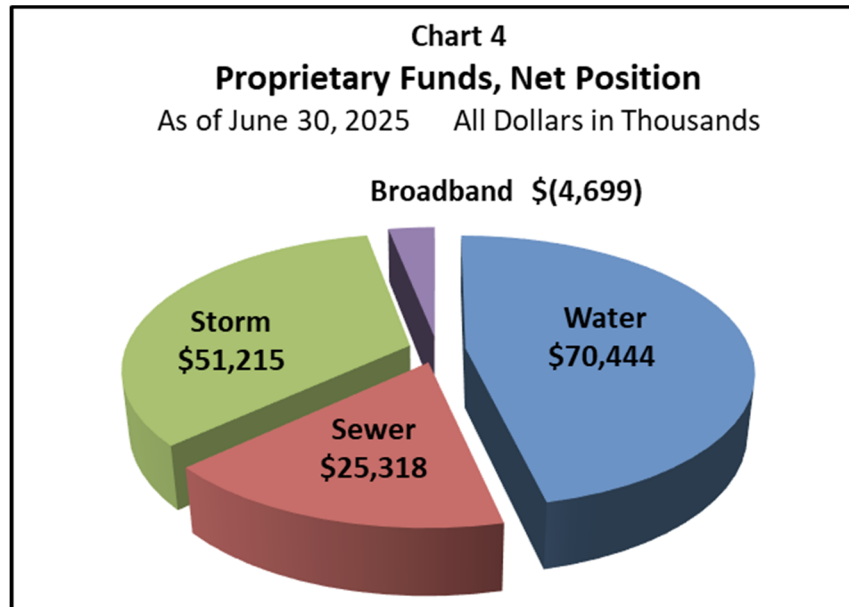 Chart 4
Proprietary Funds, Net Position
As of June 30, 2025 All Dollars in Thousands
Broadband $(4,699)
Storm
$51,215
Water
$70,444
Sewer
$25,318